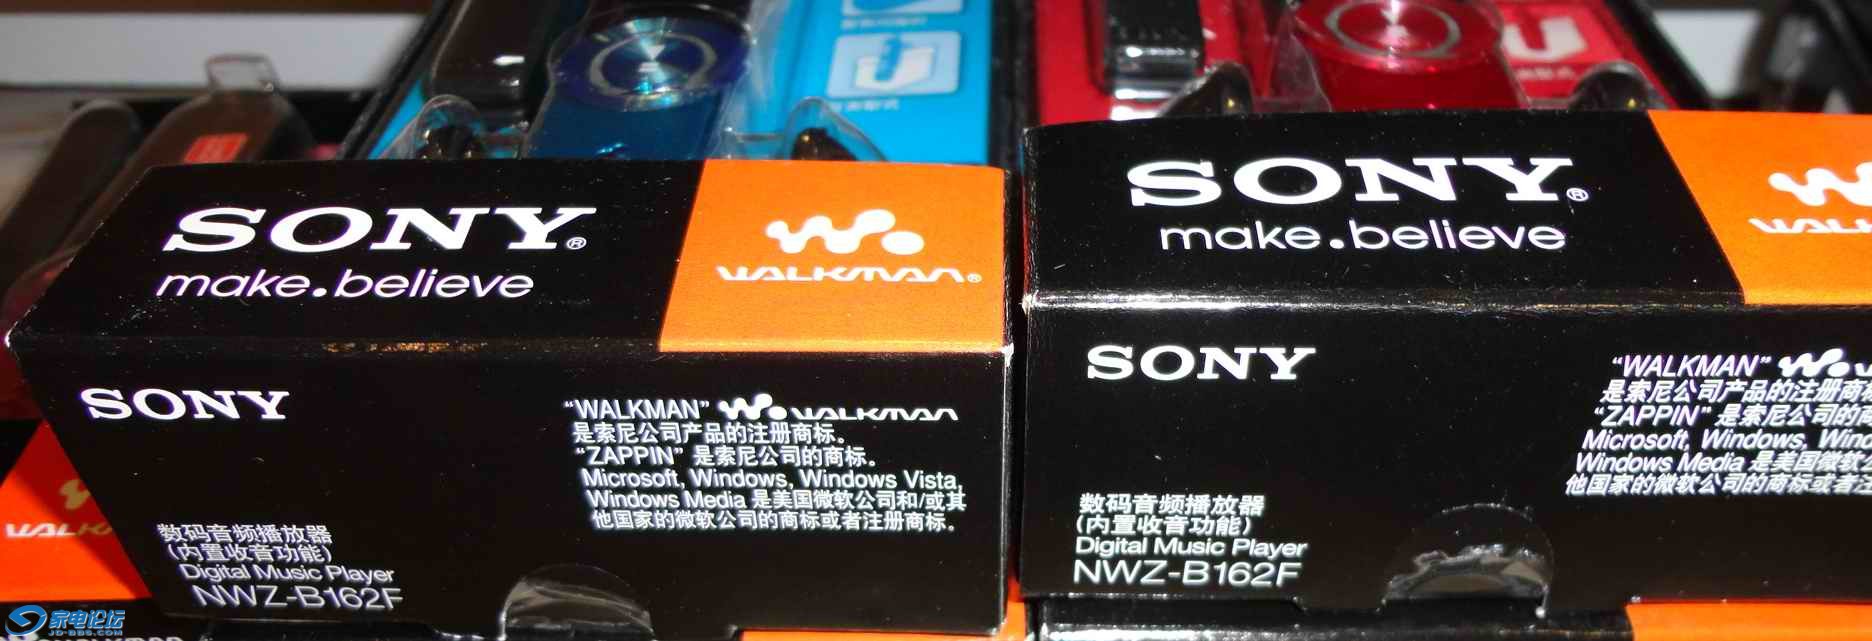 SONY®
make.believe
WALKMAN®
SONY
"WALKMAN" WALKMAN
是索尼公司产品的注册商标。
"ZAPPIN" 是索尼公司的商标。
Microsoft, Windows, Windows Vista,
Windows Media 是美国微软公司和/或其
他国家的微软公司的商标或者注册商标。
数码音频播放器
(内置收音功能)
Digital Music Player
NWZ-B162F
SONY®
make.believe
SONY
"WALKMAN"
是索尼公司产品的注册商标
"ZAPPIN" 是索尼公司的
Microsoft, Windows,
Windows Media 是美国微软公
他国家的微软公司的商标或者注
数码音频播放器
(内置收音功能)
Digital Music Player
NWZ-B162F
家电论坛
JD-BBS.COM